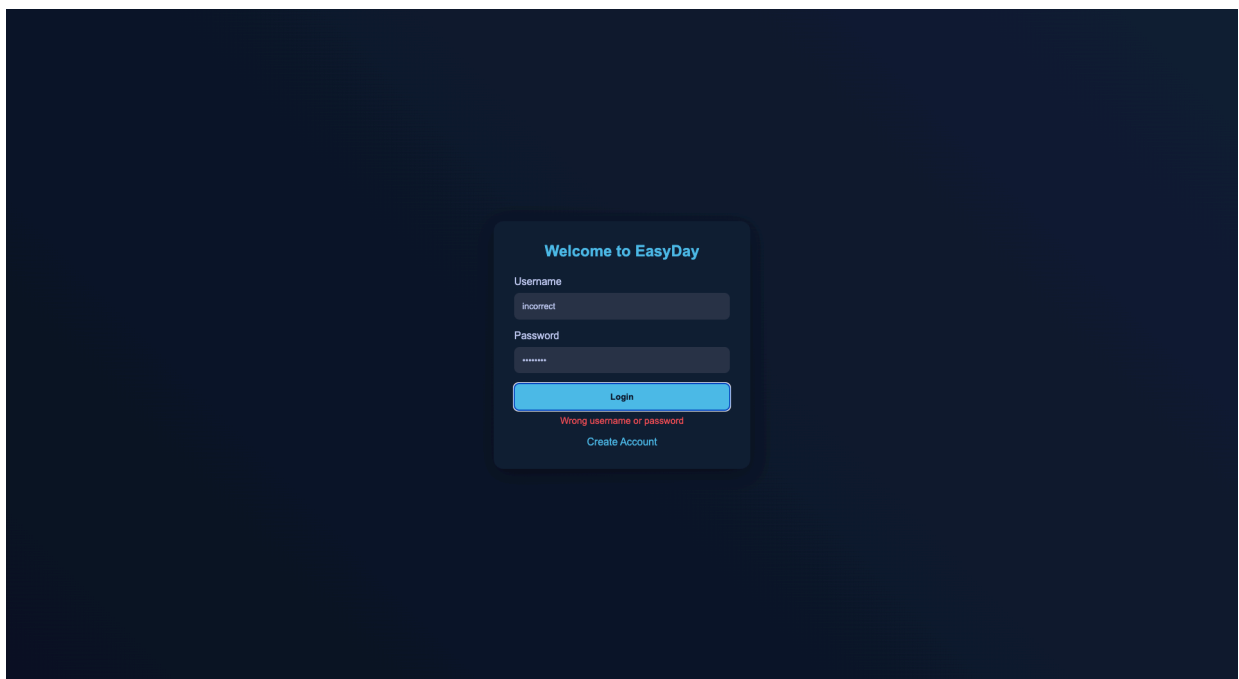 Welcome to EasyDay
Username
incorrect
Password
••••••••
Login
Wrong username or password
Create Account